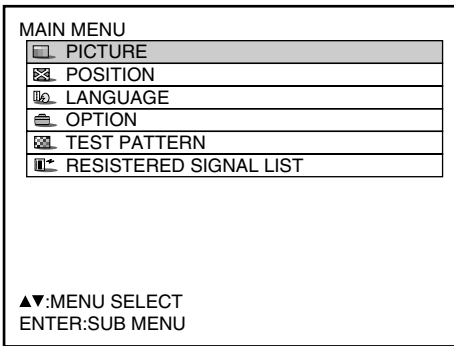 MAIN MENU
PICTURE
POSITION
LANGUAGE
OPTION
TEST PATTERN
RESISTERED SIGNAL LIST
▲▼:MENU SELECT
ENTER:SUB MENU